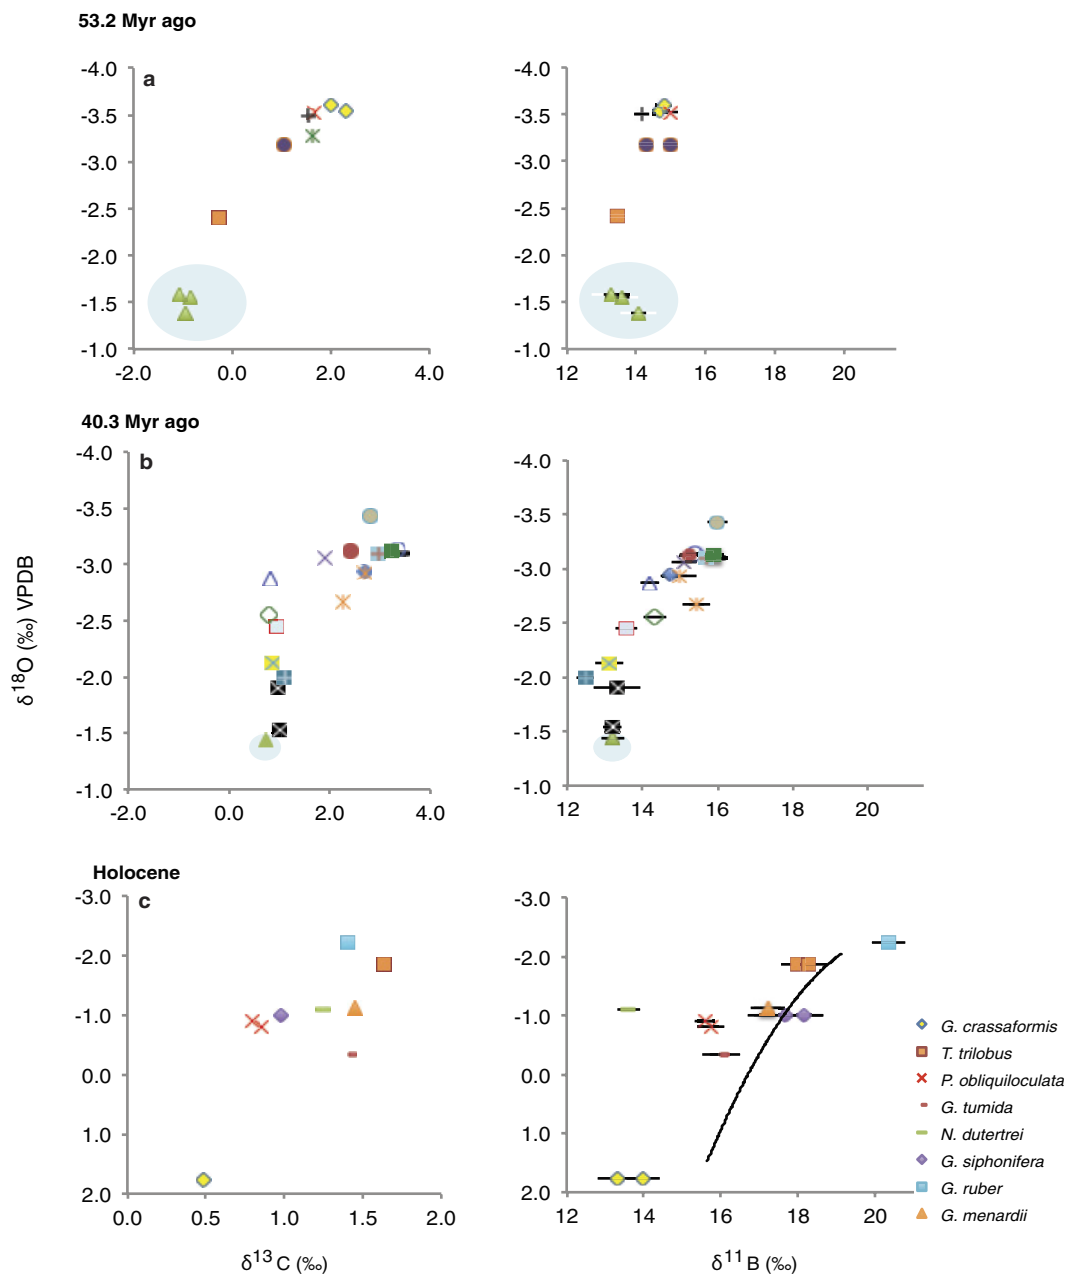 53.2 Myr ago
a
-4.0
-3.5
-3.0
-2.5
-2.0
-1.5
-1.0
-2.0 0.0 2.0 4.0
-4.0
-3.5
-3.0
-2.5
-2.0
-1.5
-1.0
12 14 16 18 20
40.3 Myr ago
b
-4.0
-3.5
-3.0
-2.5
-2.0
-1.5
-1.0
-2.0 0.0 2.0 4.0
-4.0
-3.5
-3.0
-2.5
-2.0
-1.5
-1.0
12 14 16 18 20
δ18O (‰) VPDB
Holocene
c
-3.0
-2.0
-1.0
0.0
1.0
2.0
0.0 0.5 1.0 1.5 2.0
δ13C (‰)
-3.0
-2.0
-1.0
0.0
1.0
2.0
12 14 16 18 20
δ11B (‰)
G. crassaformis
T. trilobus
P. obliquiloculata
G. tumida
N. dutertrei
G. siphonifera
G. ruber
G. menardii